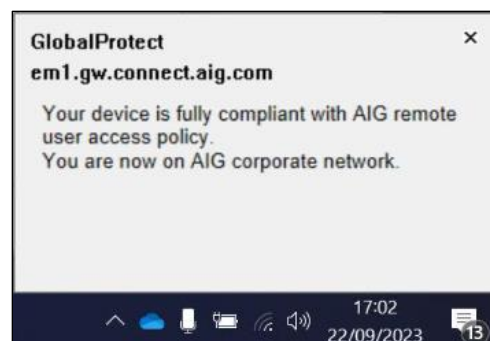 GlobalProtect
em1.gw.connect.aig.com
Your device is fully compliant with AIG remote
user access policy.
You are now on AIG corporate network.
17:02
22/09/2023
13